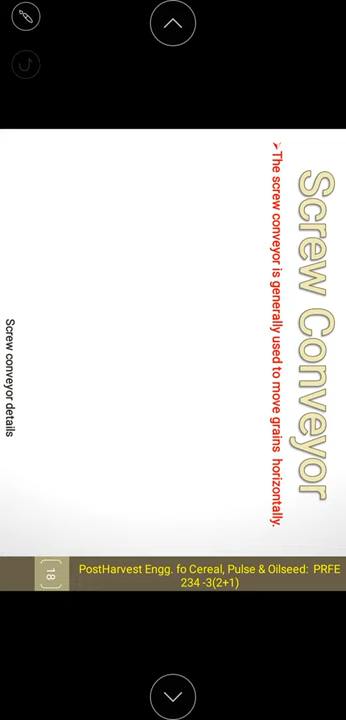 Screw Conveyor
➢The screw conveyor is generally used to move grains horizontally.
Screw conveyor details
18
PostHarvest Engg. fo Cereal, Pulse & Oilseed: PRFE
234 -3(2+1)